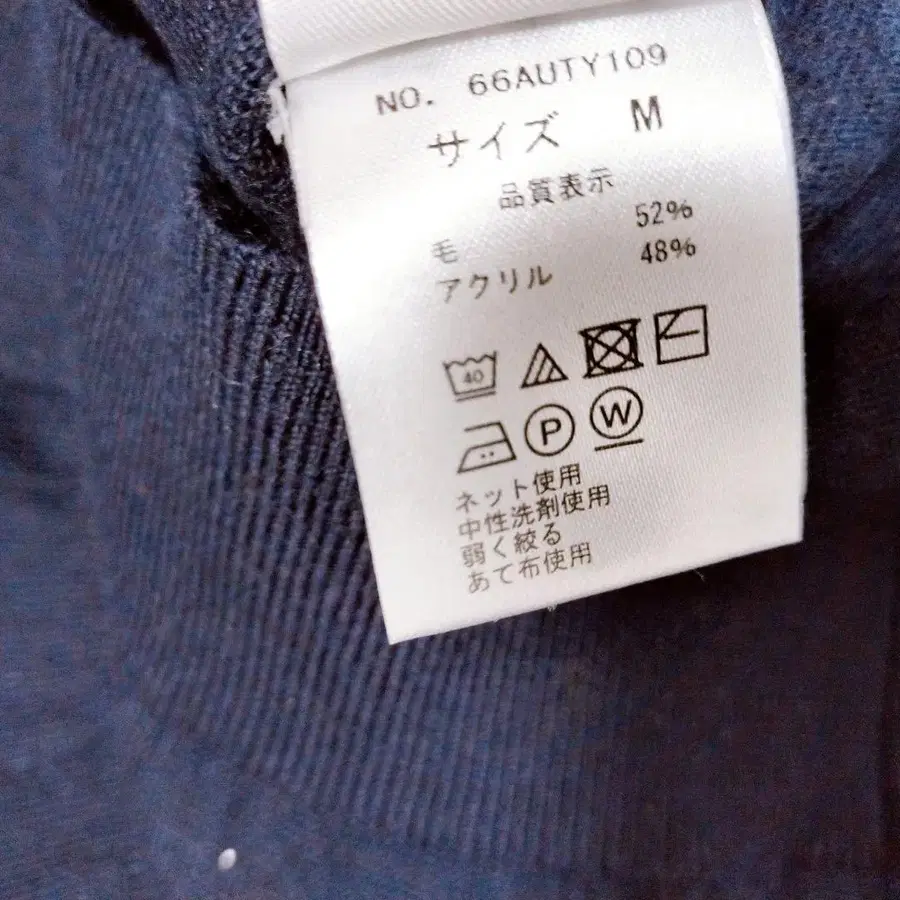 NO. 66AUTY109
サイズ M
品質表示
毛 52%
アクリル 48%
40
P W
ネット使用
中性洗剤使用
弱く絞る
あて布使用